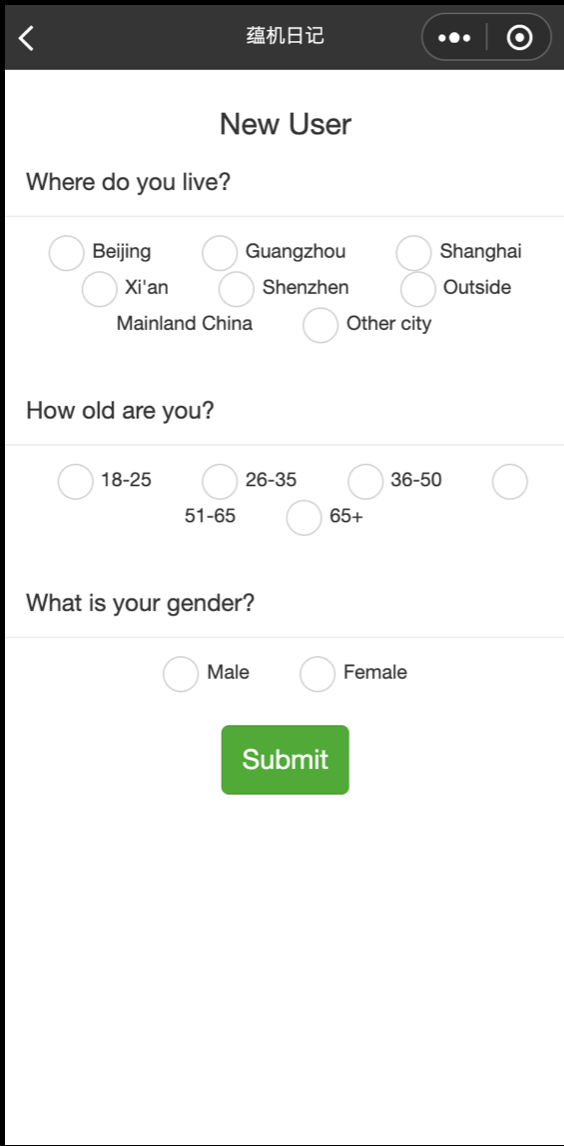 蕴机日记
New User
Where do you live?
Beijing Guangzhou Shanghai
Xi'an Shenzhen Outside
Mainland China Other city
How old are you?
18-25 26-35 36-50
51-65 65+
What is your gender?
Male Female
Submit